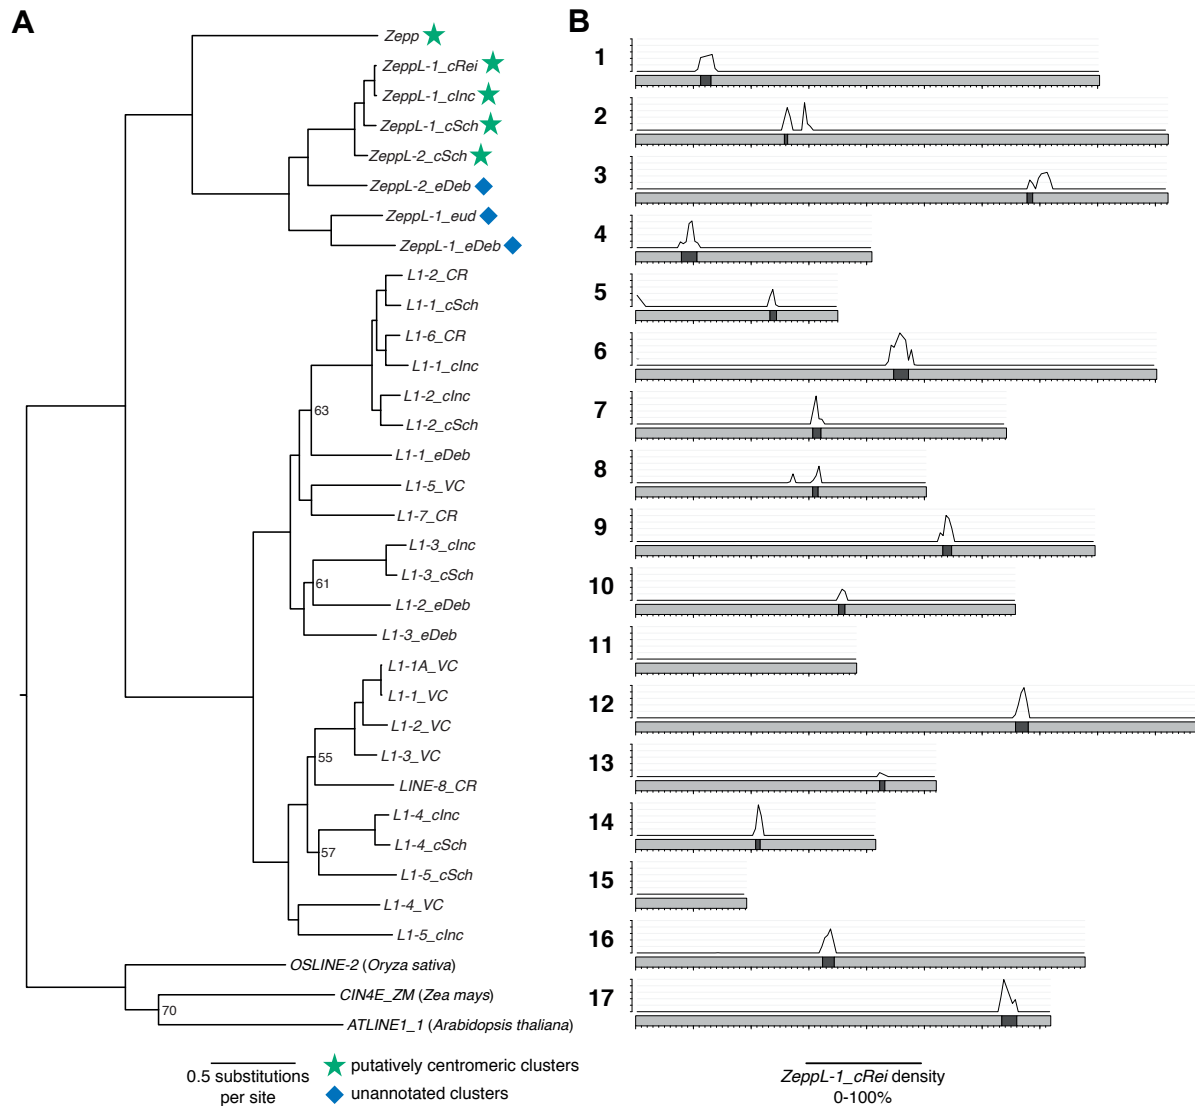 A
Zepp
ZeppL-1_cRei
ZeppL-1_cInc
ZeppL-1_cSch
ZeppL-2_cSch
ZeppL-2_eDeb
ZeppL-1_eud
ZeppL-1_eDeb
L1-2_CR
L1-1_cSch
L1-6_CR
L1-1_cInc
L1-2_cInc
63
L1-2_cSch
L1-1_eDeb
L1-5_VC
L1-7_CR
L1-3_cInc
L1-3_cSch
61
L1-2_eDeb
L1-3_eDeb
L1-1A_VC
L1-1_VC
L1-2_VC
L1-3_VC
55
LINE-8_CR
L1-4_cInc
L1-4_cSch
57
L1-5_cSch
L1-4_VC
L1-5_cInc
OSLINE-2 (Oryza sativa)
CIN4E_ZM (Zea mays)
70
ATLINE1_1 (Arabidopsis thaliana)
0.5 substitutions
per site
putatively centromeric clusters
unannotated clusters
B
1
2
3
4
5
6
7
8
9
10
11
12
13
14
15
16
17
ZeppL-1_cRei density
0-100%